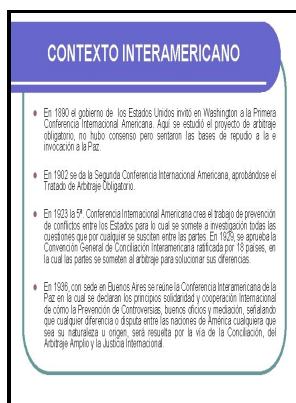 CONTEXTO INTERAMERICANO
En 1890 el gobierno de los Estados Unidos invitó en Washington a la Primera
Conferencia Internacional Americana. Aquí se estudió el proyecto de arbitraje
obligatorio, no hubo consenso pero sentaron las bases de repudio a la e
invocación a la Paz.
En 1902 se da la Segunda Conferencia Internacional Americana, aprobándose el
Tratado de Arbitraje Obligatorio.
En 1923 la 5ª. Conferencia Internacional Americana crea el trabajo de prevención
de conflictos entre los Estados para lo cual se somete a investigación todas las
cuestiones que por cualquier se susciten entre las partes. En 1929, se aprueba la
Convención General de Conciliación Interamericana ratificada por 18 países, en
la cual las partes se someten al arbitraje para solucionar sus diferencias.
En 1936, con sede en Buenos Aires se reúne la Conferencia Interamericana de la
Paz en la cual se declaran los principios solidaridad y cooperación Internacional
de cómo la Prevención de Controversias, buenos oficios y mediación, señalando
que cualquier diferencia o disputa entre las naciones de América cualquiera que
sea su naturaleza u origen, será resuelta por la vía de la Conciliación, del
Arbitraje Amplio y la Justicia Internacional.